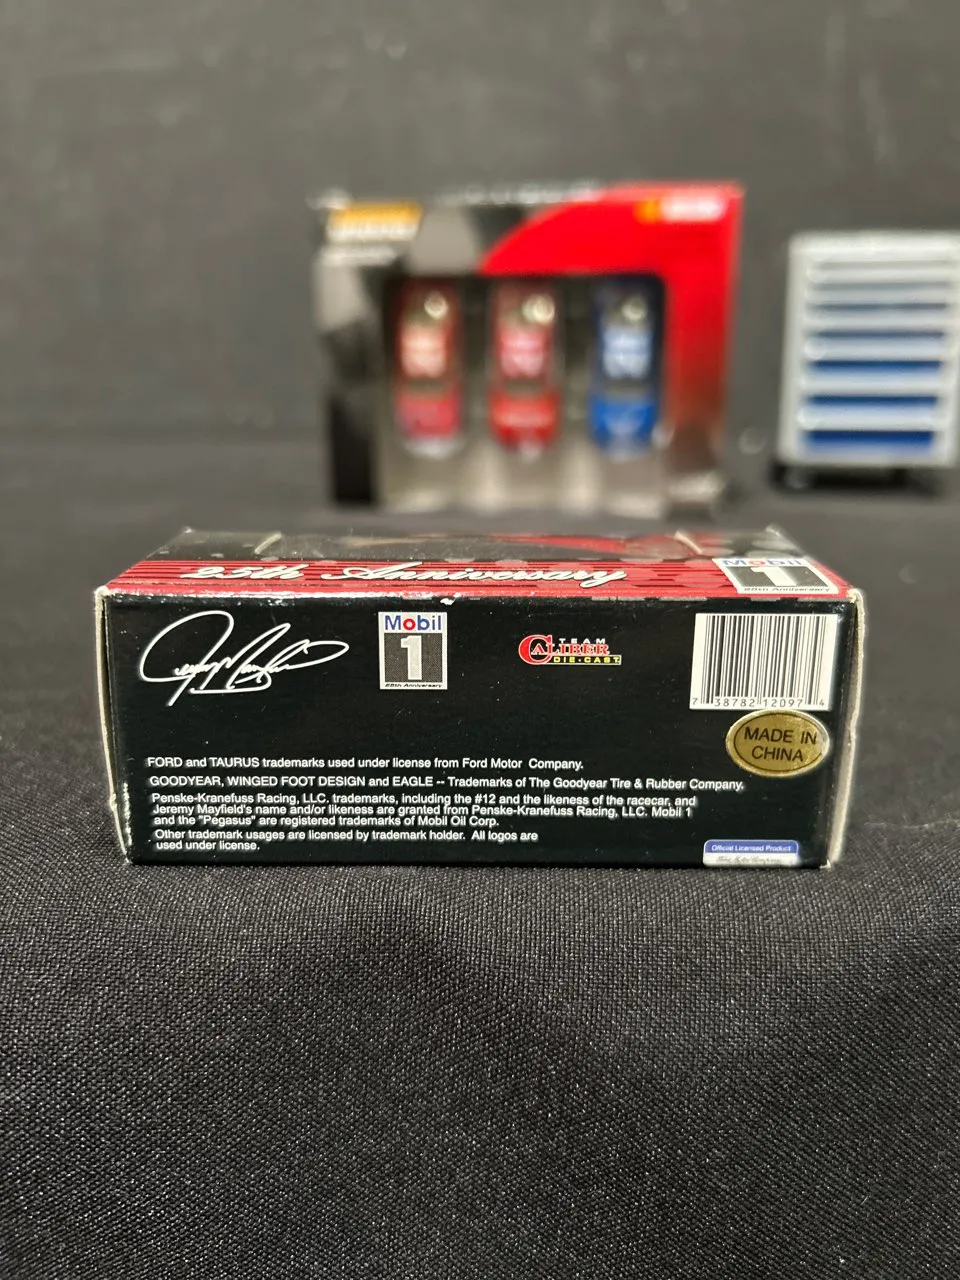 25th Anniversary
Mobil
1
25th Anniversary
Jeremy Mayfield
Mobil
1
25th Anniversary
TEAM
CALIBER
DIE-CAST
7 38782 12097 4
MADE IN
CHINA
FORD and TAURUS trademarks used under license from Ford Motor Company.
GOODYEAR, WINGED FOOT DESIGN and EAGLE -- Trademarks of The Goodyear Tire & Rubber Company.
Penske-Kranefuss Racing, LLC. trademarks, including the #12 and the likeness of the racecar, and
Jeremy Mayfield's name and/or likeness are granted from Penske-Kranefuss Racing, LLC. Mobil 1
and the "Pegasus" are registered trademarks of Mobil Oil Corp.
Other trademark usages are licensed by trademark holder. All logos are
used under license.
Official Licensed Product